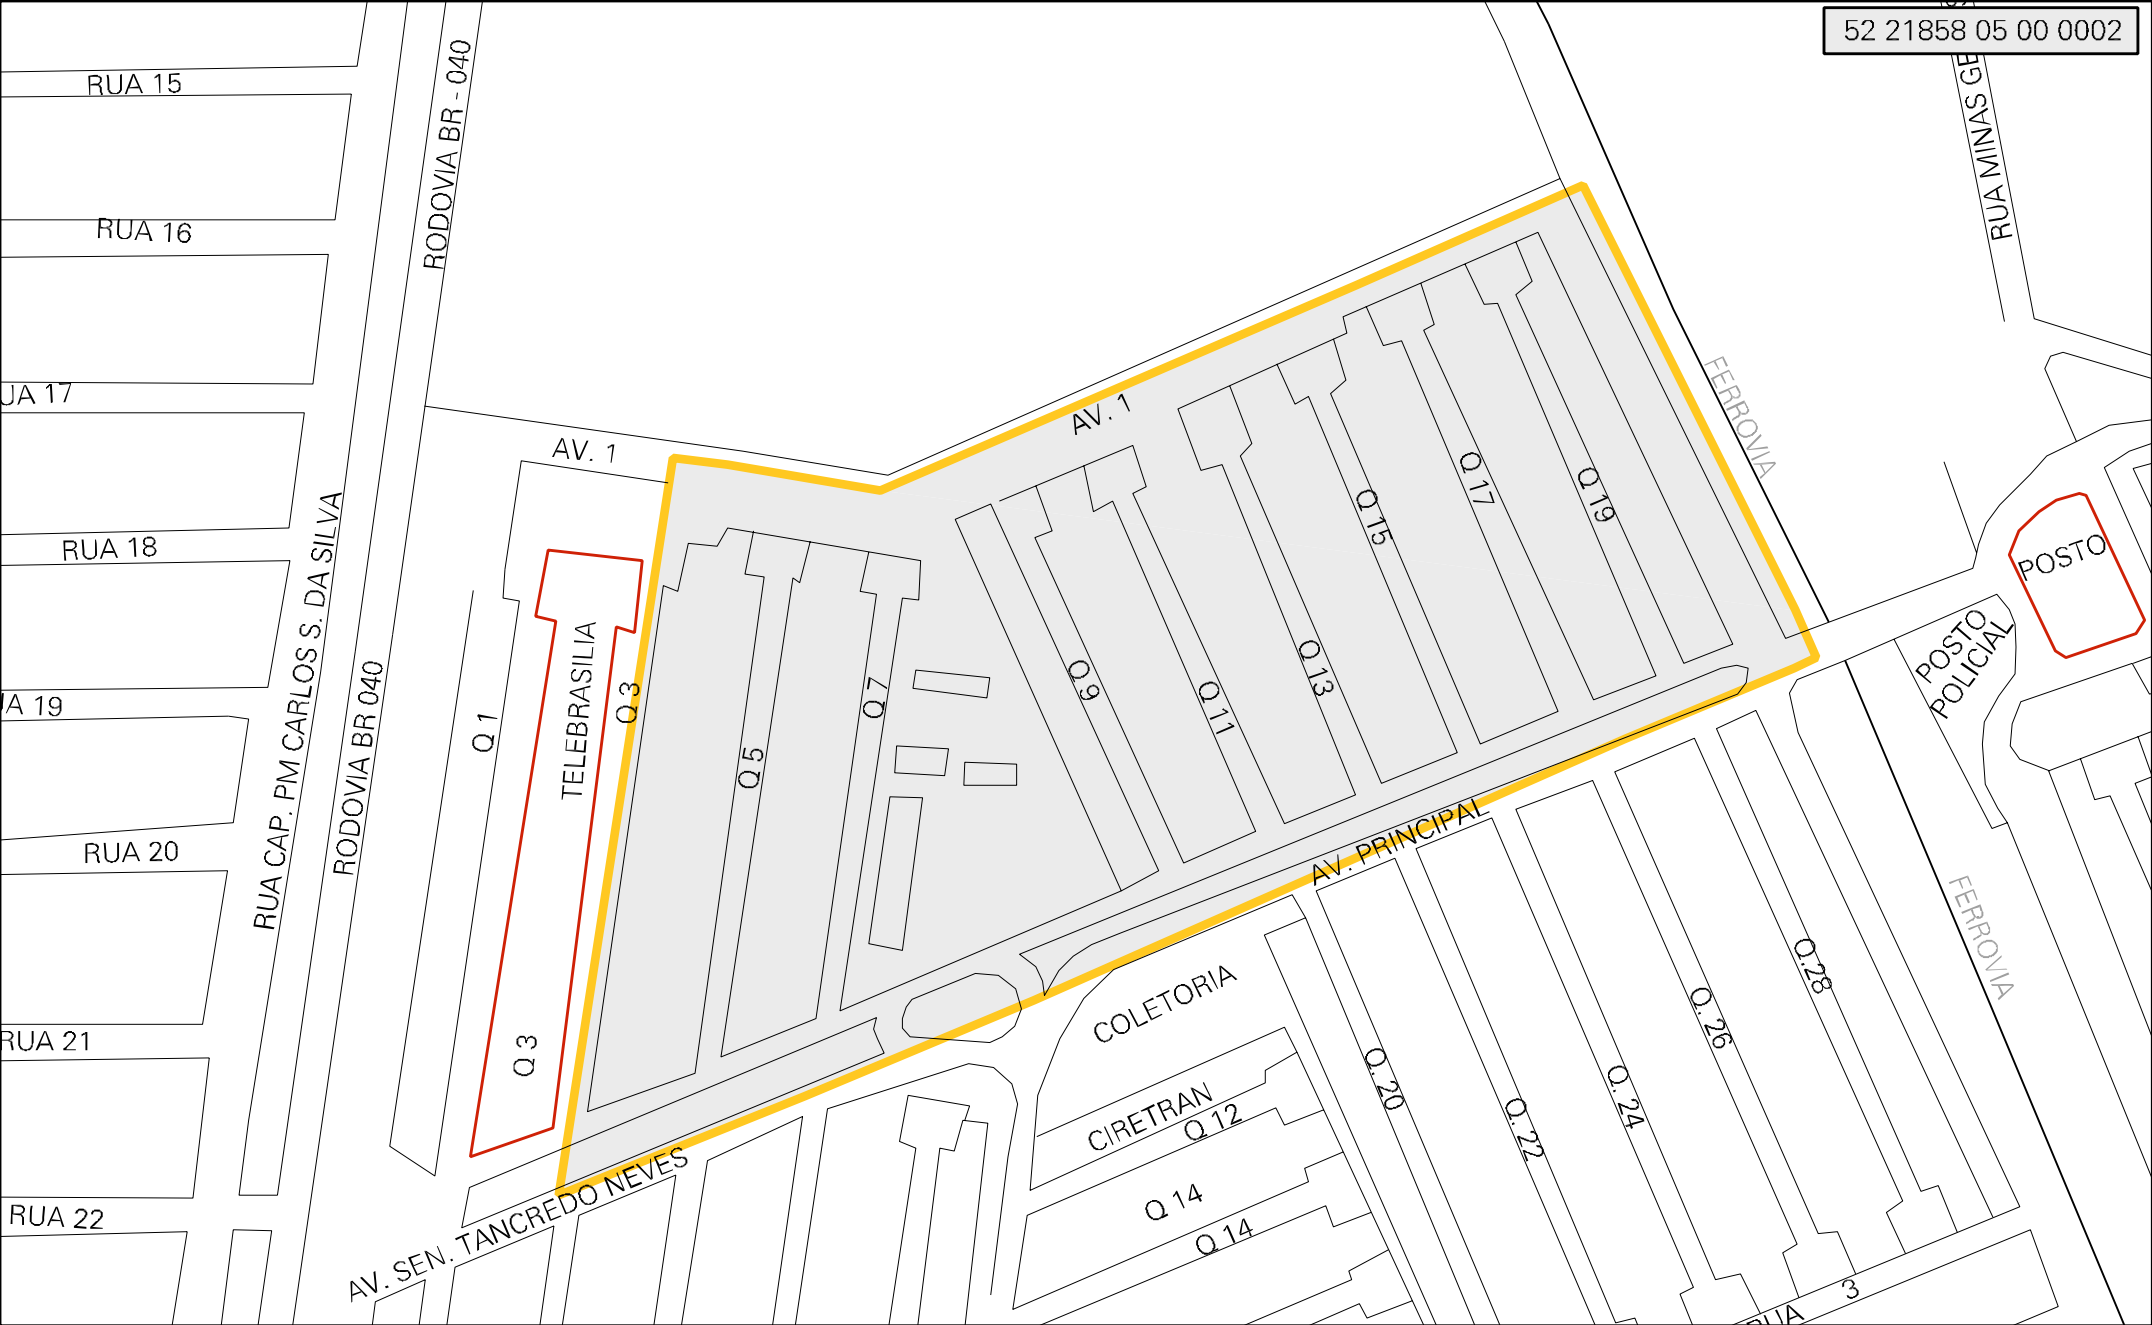 52 21858 05 00 0002
RUA 15
RODOVIA BR - 040
RUA MINAS GE
RUA 16
UA 17
AV. 1
AV. 1
FERROVIA
RUA 18
RUA CAP. PM CARLOS S. DA SILVA
Q 15
Q 17
Q 19
POSTO
POSTO
POLICIAL
A 19
RODOVIA BR 040
Q 1
TELEBRASILIA
Q 3
Q 5
Q 7
Q 9
Q 11
Q 13
RUA 20
AV. PRINCIPAL
FERROVIA
COLETORIA
Q.28
Q. 26
RUA 21
Q 3
Q. 20
Q. 24
CIRETRAN
Q 12
Q. 22
AV. SEN. TANCREDO NEVES
Q 14
Q 14
RUA 22
RUA 3